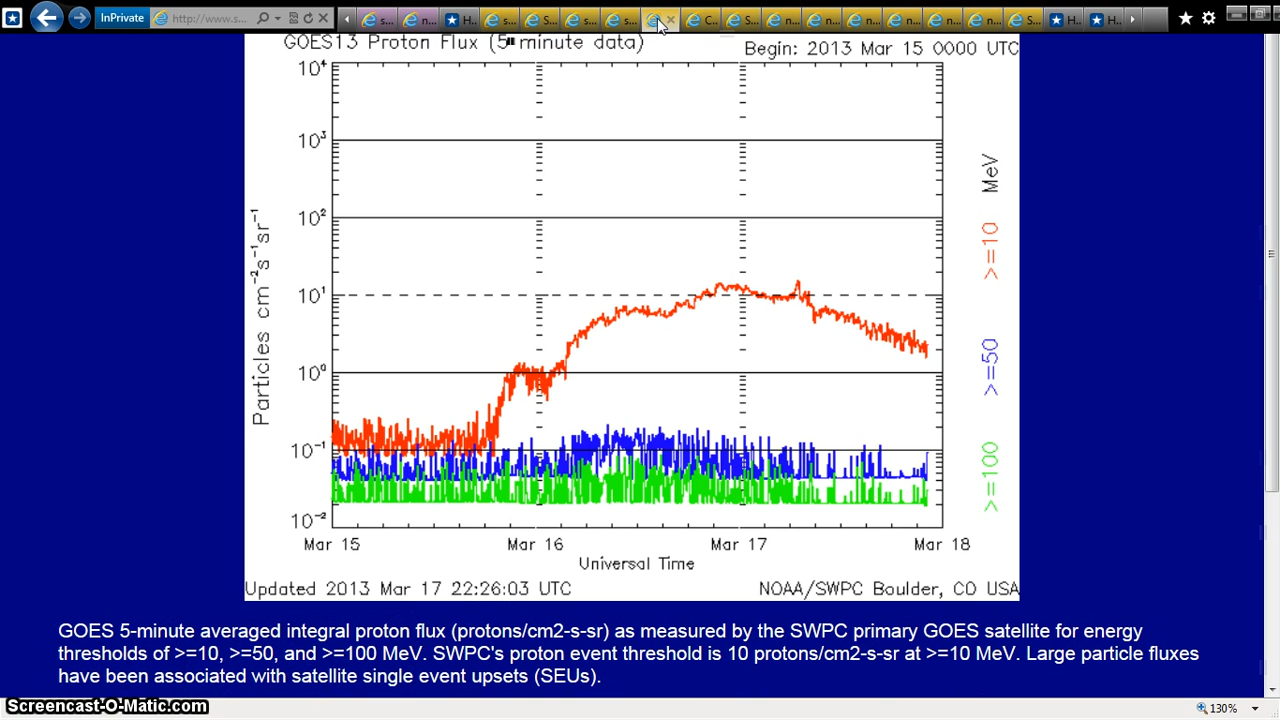 InPrivate
http://www.s...
s...
n...
H...
s...
S...
s...
s...
C...
S...
n...
n...
n...
n...
n...
n...
S...
H...
H...
GOES13 Proton Flux (5 minute data)
Begin: 2013 Mar 15 0000 UTC
10⁴
10³
10²
10¹
10⁰
10⁻¹
10⁻²
Particles cm⁻²s⁻¹sr⁻¹
MeV
>=10
>=50
>=100
Mar 15
Mar 16
Mar 17
Mar 18
Universal Time
Updated 2013 Mar 17 22:26:03 UTC
NOAA/SWPC Boulder, CO USA
GOES 5-minute averaged integral proton flux (protons/cm2-s-sr) as measured by the SWPC primary GOES satellite for energy
thresholds of >=10, >=50, and >=100 MeV. SWPC's proton event threshold is 10 protons/cm2-s-sr at >=10 MeV. Large particle fluxes
have been associated with satellite single event upsets (SEUs).
Screencast-O-Matic.com
130%